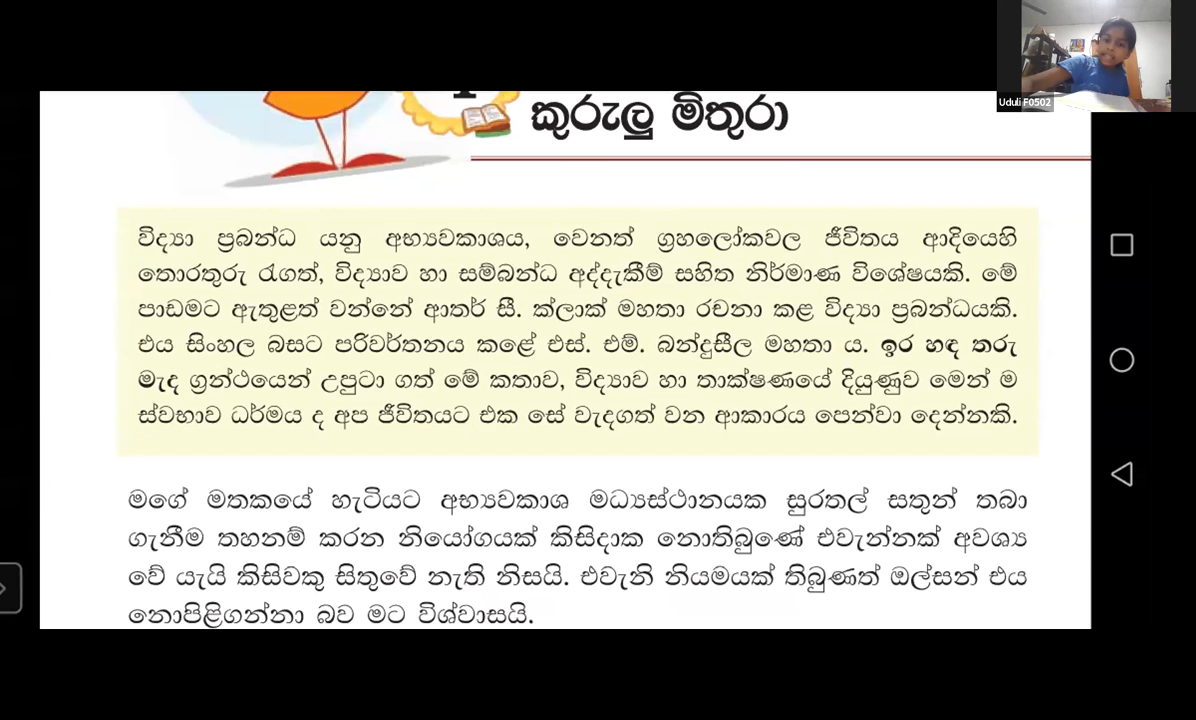 Uduli F0502
කුරුලු මිතුරා
විද්‍යා ප්‍රබන්ධ යනු අභ්‍යවකාශය, වෙනත් ග්‍රහලෝකවල ජීවිතය ආදියෙහි
තොරතුරු රැගත්, විද්‍යාව හා සම්බන්ධ අද්දැකීම් සහිත නිර්මාණ විශේෂයකි. මේ
පාඩමට ඇතුළත් වන්නේ ආතර් සී. ක්ලාක් මහතා රචනා කළ විද්‍යා ප්‍රබන්ධයකි.
එය සිංහල බසට පරිවර්තනය කළේ එස්. එම්. බන්දුසීල මහතා ය. ඉර හඳ තරු
මැද ග්‍රන්ථයෙන් උපුටා ගත් මේ කතාව, විද්‍යාව හා තාක්ෂණයේ දියුණුව මෙන් ම
ස්වභාව ධර්මය ද අප ජීවිතයට එක සේ වැදගත් වන ආකාරය පෙන්වා දෙන්නකි.
මගේ මතකයේ හැටියට අභ්‍යවකාශ මධ්‍යස්ථානයක සුරතල් සතුන් තබා
ගැනීම තහනම් කරන නියෝගයක් කිසිදාක නොතිබුණේ එවැන්නක් අවශ්‍ය
වේ යැයි කිසිවකු සිතුවේ නැති නිසයි. එවැනි නියමයක් තිබුණත් ඔල්සන් එය
නොපිළිගන්නා බව මට විශ්වාසයි.